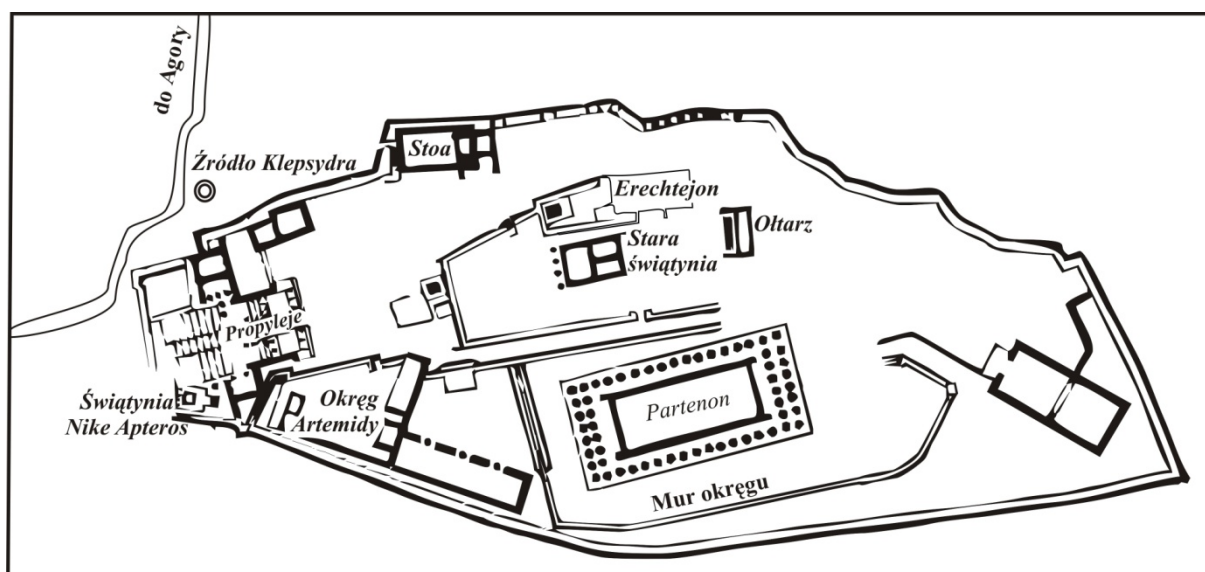 do Agory
Źródło Klepsydra
Stoa
Erechtejon
Stara
świątynia
Ołtarz
Propyleje
Świątynia
Nike Apteros
Okręg
Artemidy
Partenon
Mur okręgu